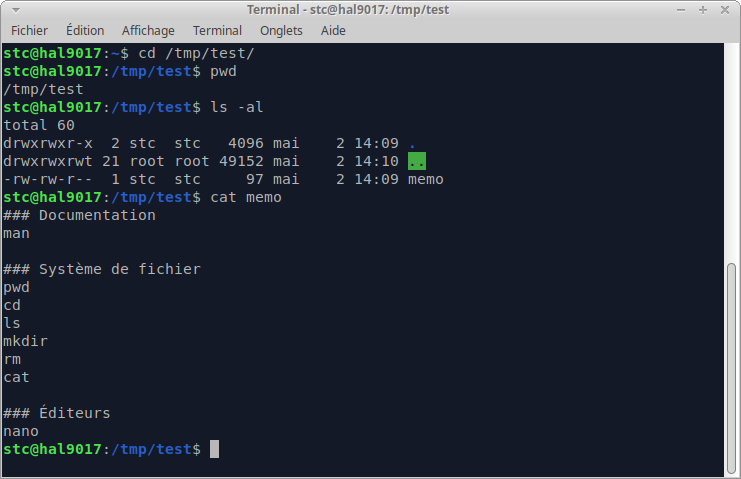 Terminal - stc@hal9017: /tmp/test
Fichier Édition Affichage Terminal Onglets Aide
stc@hal9017:~$ cd /tmp/test/
stc@hal9017:/tmp/test$ pwd
/tmp/test
stc@hal9017:/tmp/test$ ls -al
total 60
drwxrwxr-x  2 stc  stc   4096 mai    2 14:09 .
drwxrwxrwt 21 root root 49152 mai    2 14:10 ..
-rw-rw-r--  1 stc  stc     97 mai    2 14:09 memo
stc@hal9017:/tmp/test$ cat memo
### Documentation
man

### Système de fichier
pwd
cd
ls
mkdir
rm
cat

### Éditeurs
nano
stc@hal9017:/tmp/test$